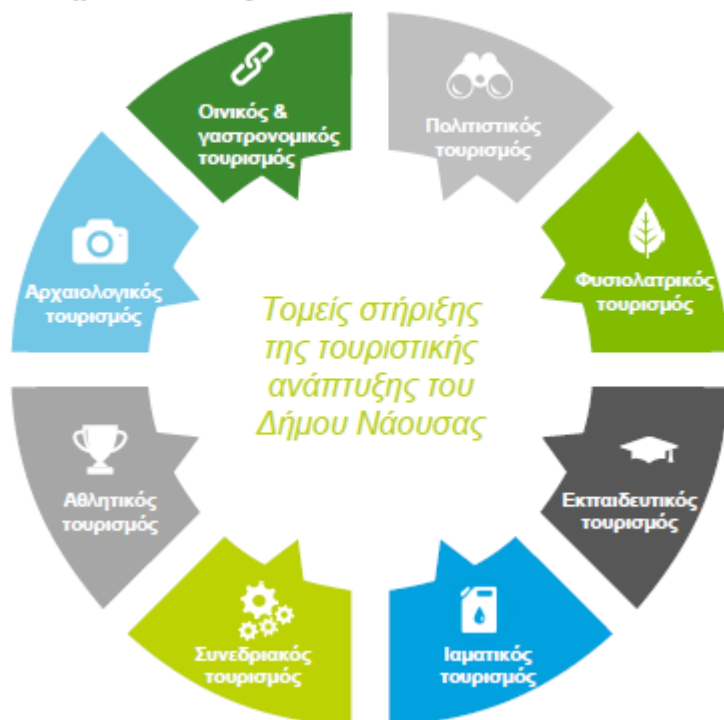 Οινικός &
γαστρονομικός
τουρισμός
Πολιτιστικός
τουρισμός
Φυσιολατρικός
τουρισμός
Εκπαιδευτικός
τουρισμός
Ιαματικός
τουρισμός
Συνεδριακός
τουρισμός
Αθλητικός
τουρισμός
Αρχαιολογικός
τουρισμός
Τομείς στήριξης
της τουριστικής
ανάπτυξης του
Δήμου Νάουσας